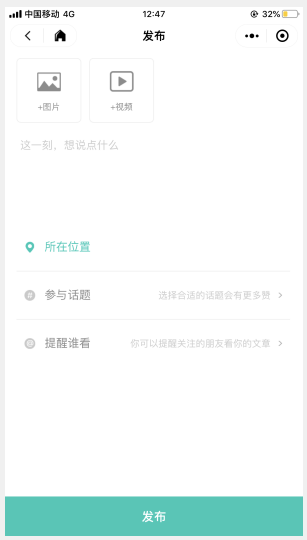 中国移动 4G 12:47 32%
发布
+图片 +视频
这一刻，想说点什么
所在位置
# 参与话题 选择合适的话题会有更多赞
@ 提醒谁看 你可以提醒关注的朋友看你的文章
发布